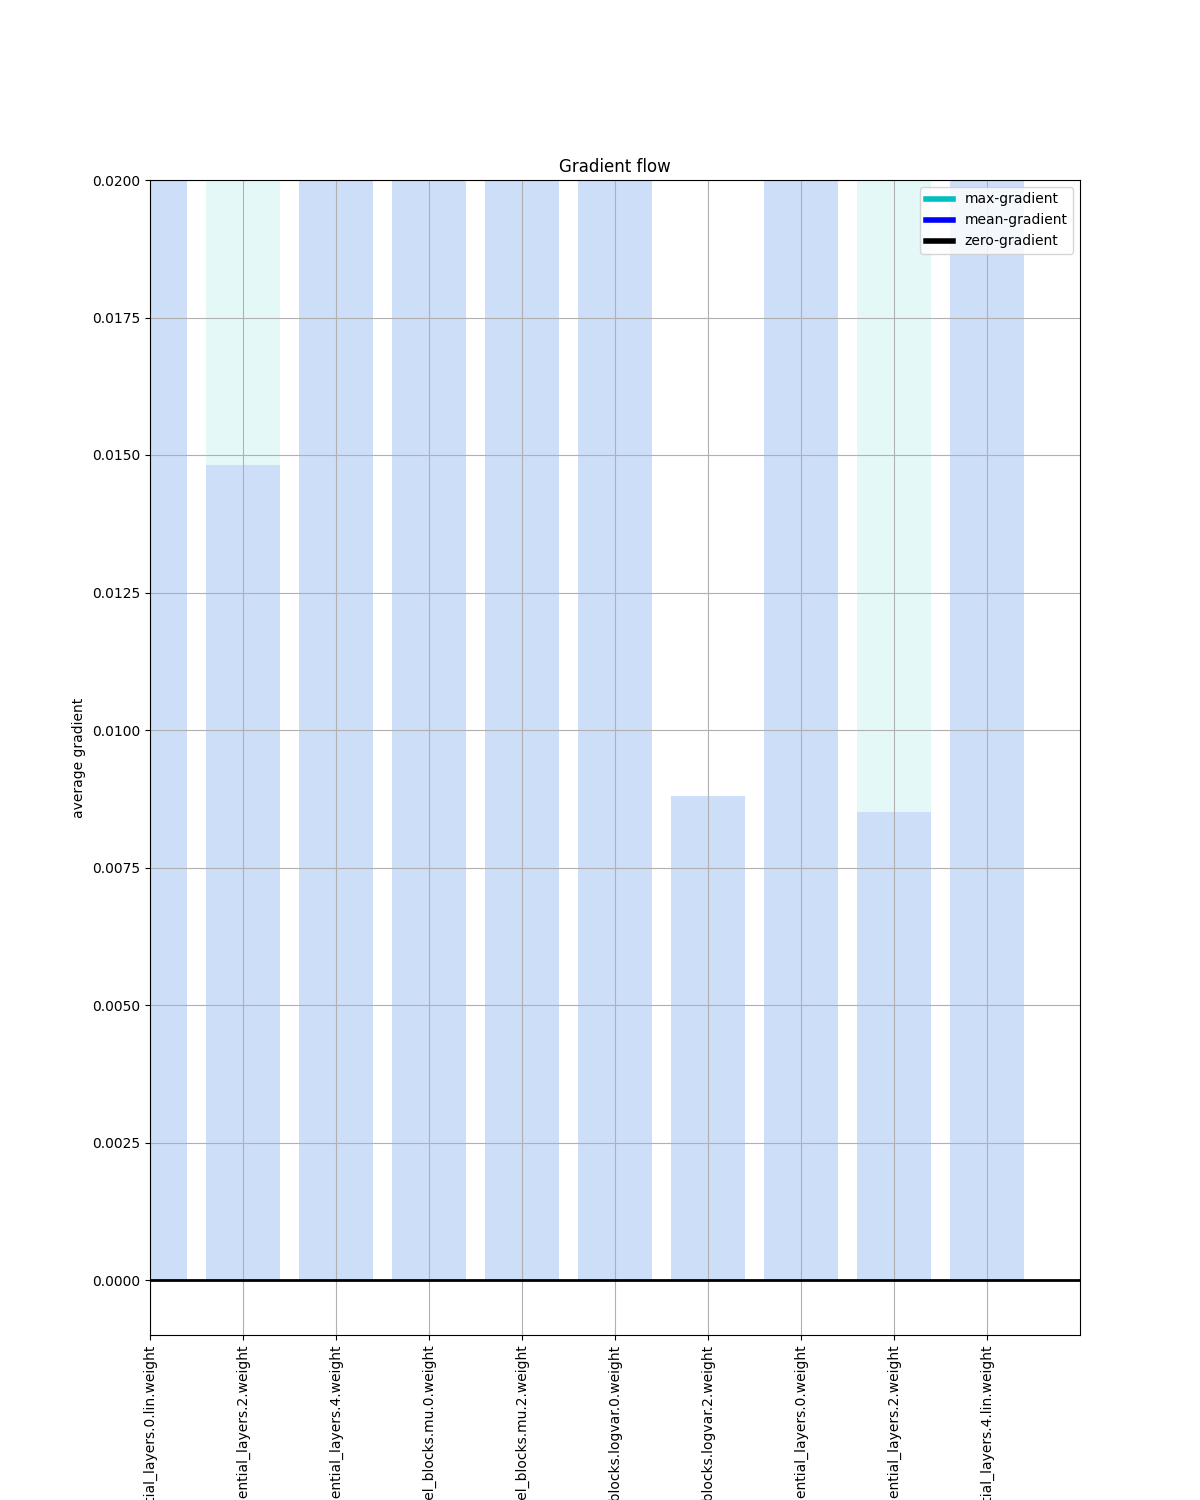 Gradient flow
max-gradient
mean-gradient
zero-gradient
0.0200
0.0175
0.0150
0.0125
0.0100
0.0075
0.0050
0.0025
0.0000
average gradient
tial_layers.0.lin.weight
ential_layers.2.weight
ential_layers.4.weight
el_blocks.mu.0.weight
el_blocks.mu.2.weight
blocks.logvar.0.weight
blocks.logvar.2.weight
ential_layers.0.weight
ential_layers.2.weight
tial_layers.4.lin.weight